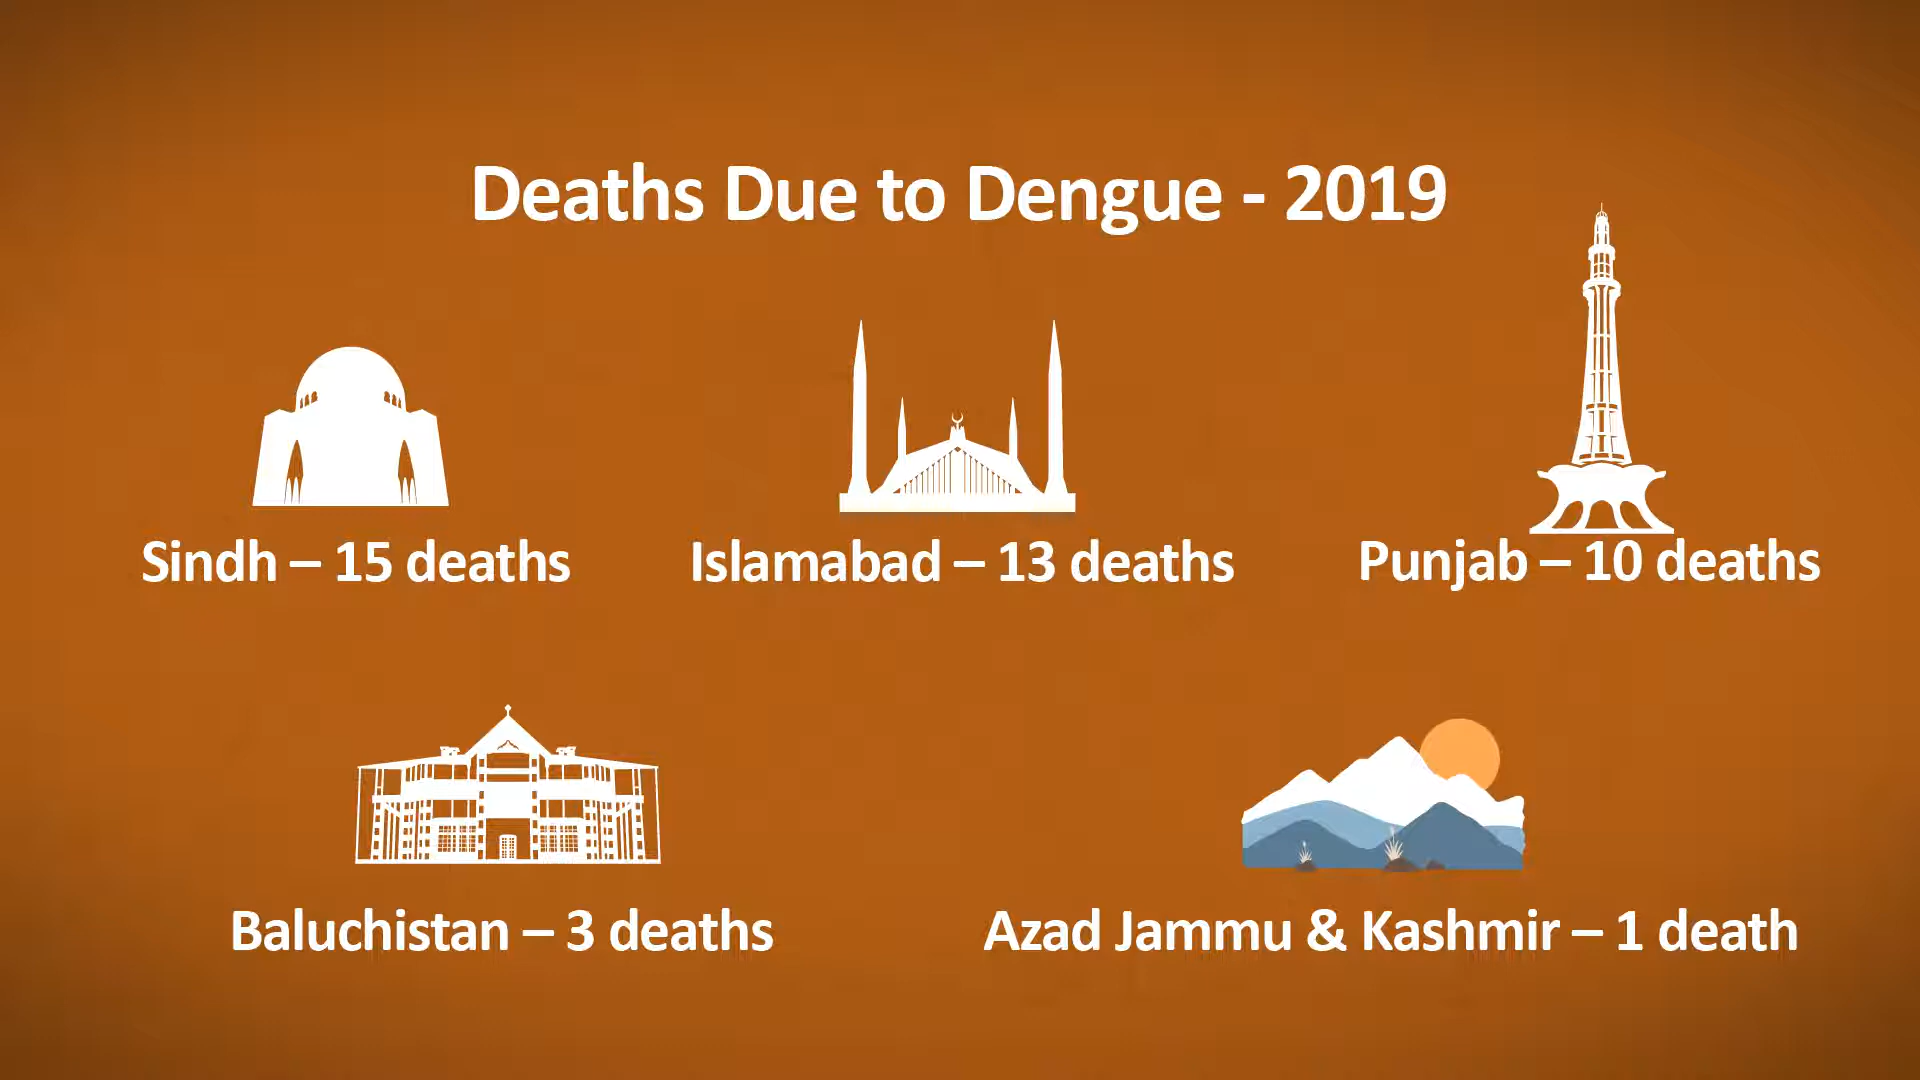 Deaths Due to Dengue - 2019
Sindh – 15 deaths
Islamabad – 13 deaths
Punjab – 10 deaths
Baluchistan – 3 deaths
Azad Jammu & Kashmir – 1 death